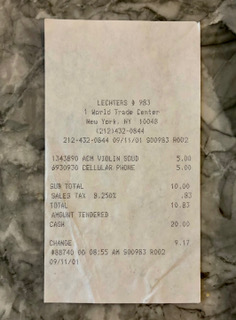 LECHTERS # 983
1 World Trade Center
New York, NY 10048
(212)432-0844
212-432-0844 09/11/01 S00983 R002
1343890 ACM VIOLIN SOUD 5.00
6930930 CELLULAR PHONE 5.00
SUB TOTAL 10.00
SALES TAX 8.250% .83
TOTAL 10.83
AMOUNT TENDERED
CASH 20.00
CHANGE 9.17
#88740 00 08:55 AM S00983 R002
09/11/01